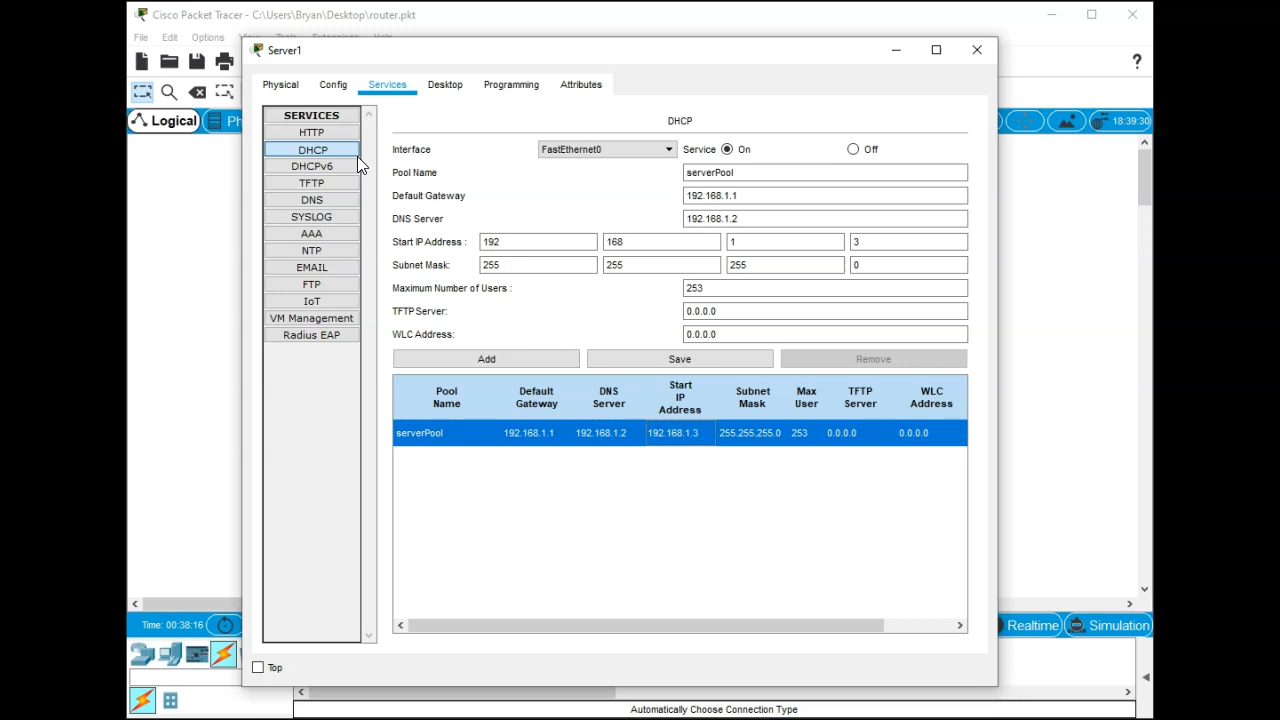 Cisco Packet Tracer - C:\Users\Bryan\Desktop\router.pkt
File Edit Options
Server1
?
Physical Config Services Desktop Programming Attributes
Logical
18:39:30
SERVICES
HTTP
DHCP
DHCPv6
TFTP
DNS
SYSLOG
AAA
NTP
EMAIL
FTP
IoT
VM Management
Radius EAP
DHCP
Interface FastEthernet0 Service On Off
Pool Name serverPool
Default Gateway 192.168.1.1
DNS Server 192.168.1.2
Start IP Address : 192 168 1 3
Subnet Mask: 255 255 255 0
Maximum Number of Users : 253
TFTP Server: 0.0.0.0
WLC Address: 0.0.0.0
Add Save Remove
Pool Name Default Gateway DNS Server Start IP Address Subnet Mask Max User TFTP Server WLC Address
serverPool 192.168.1.1 192.168.1.2 192.168.1.3 255.255.255.0 253 0.0.0.0 0.0.0.0
Time: 00:38:16 Realtime Simulation
Top
Automatically Choose Connection Type